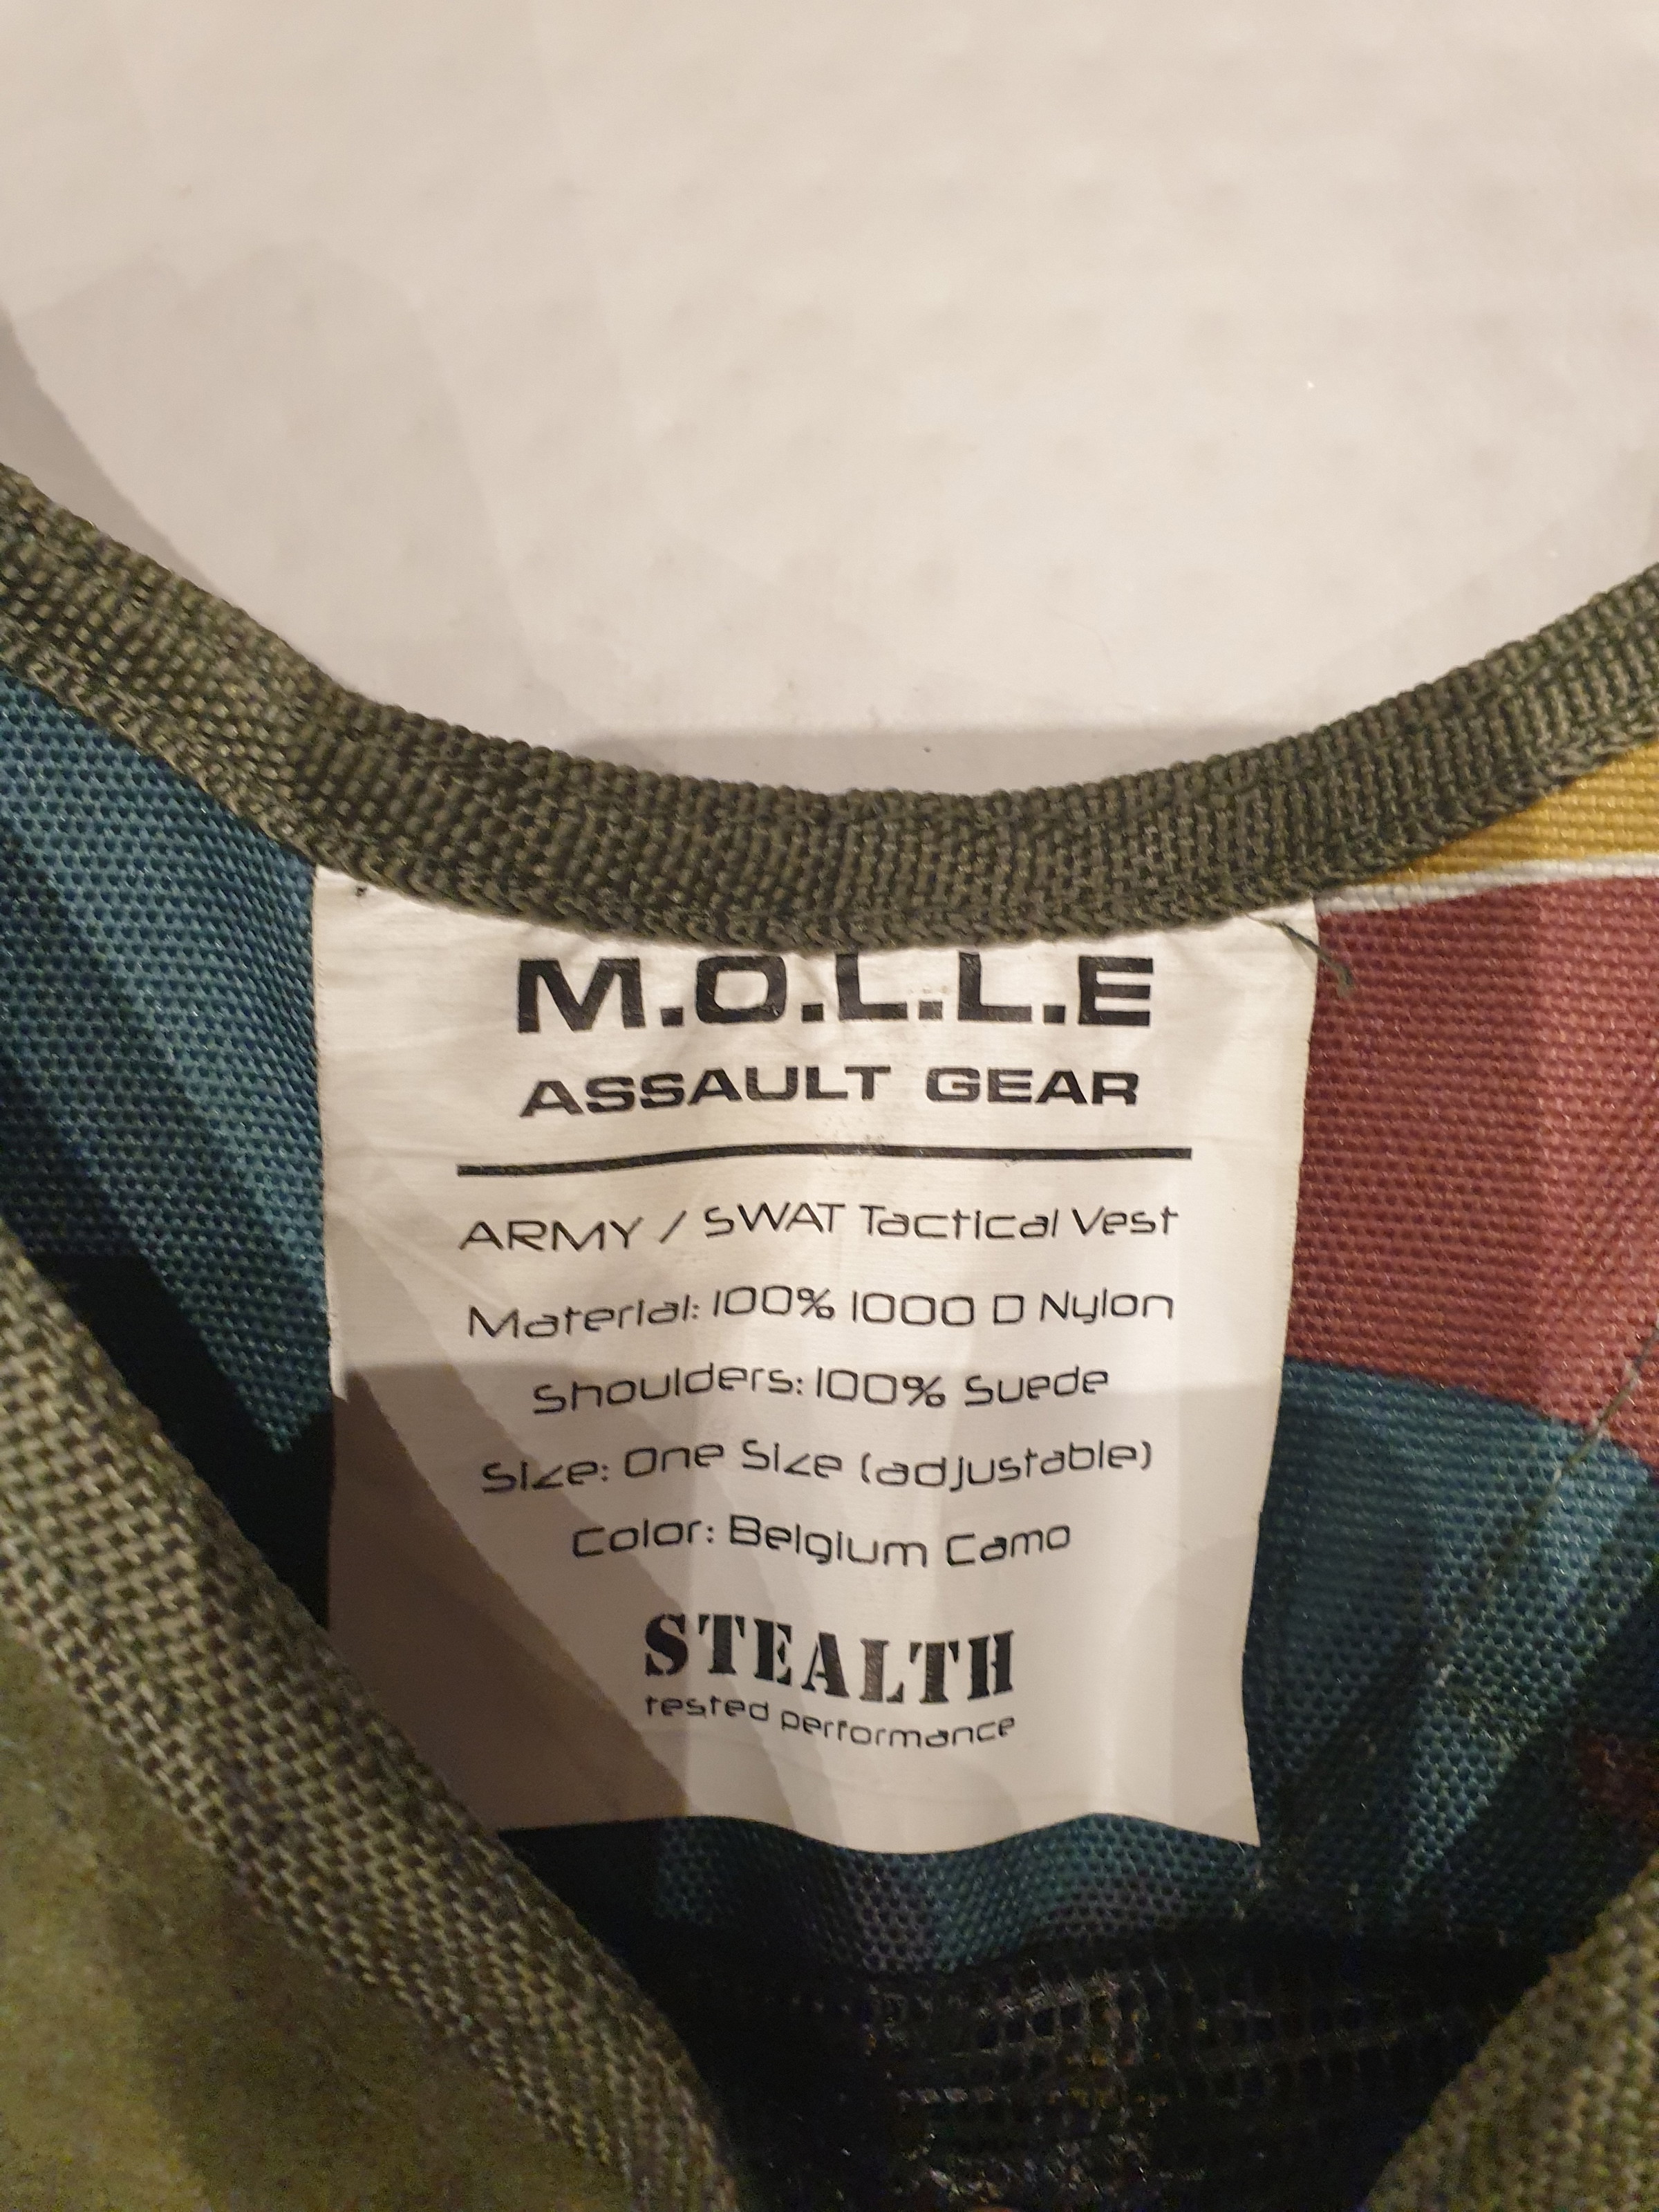 M.O.L.L.E
ASSAULT GEAR
ARMY / SWAT Tactical Vest
Material: 100% 1000 D Nylon
Shoulders: 100% Suede
Size: One Size (adjustable)
Color: Belgium Camo
STEALTH
tested performance